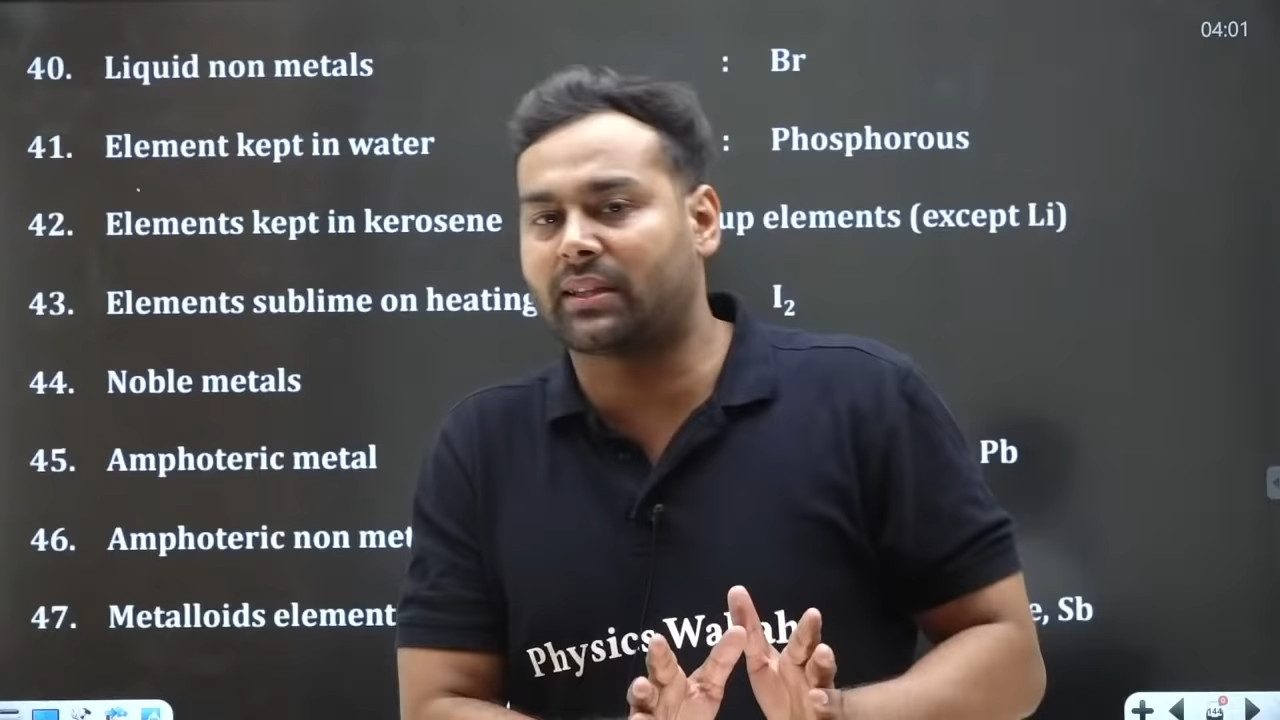 04:01
40. Liquid non metals : Br
41. Element kept in water : Phosphorous
42. Elements kept in kerosene up elements (except Li)
43. Elements sublime on heating I₂
44. Noble metals
45. Amphoteric metal Pb
46. Amphoteric non met
47. Metalloids element e, Sb
Physics Wallah
144